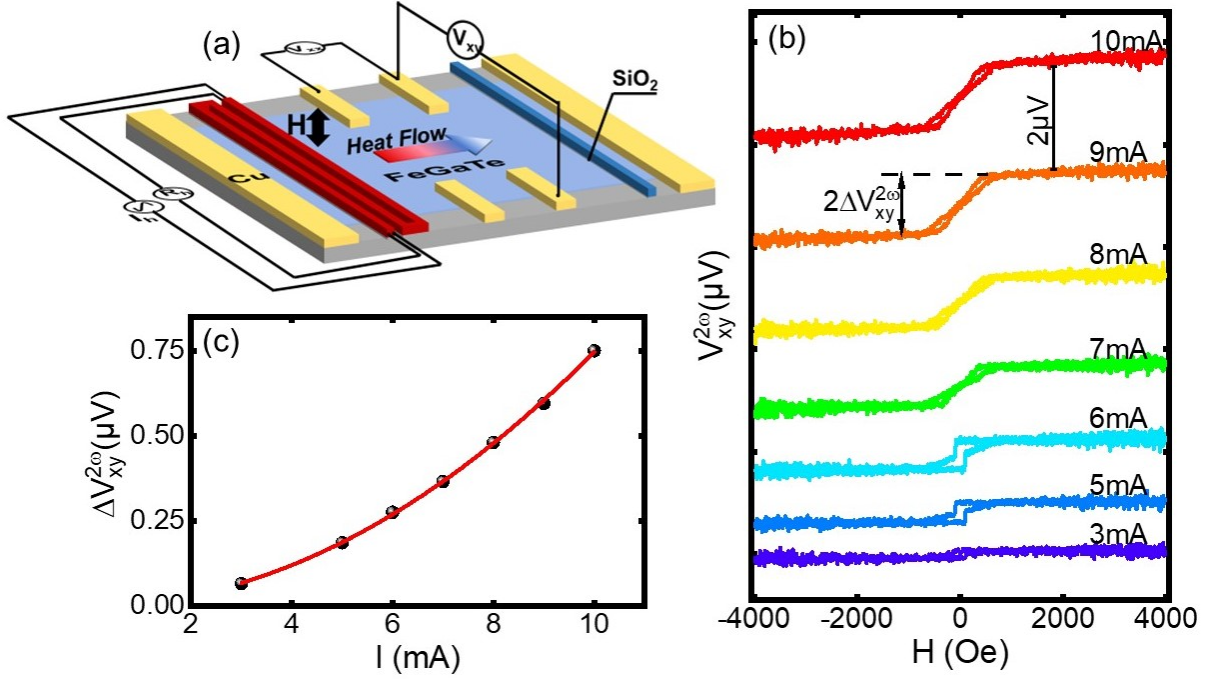 (a)
V_xx
V_xy
SiO₂
H
Heat Flow
FeGaTe
Cu
R_h
I_h
(b)
10mA
2µV
9mA
2ΔV_xy^2ω
8mA
7mA
6mA
5mA
3mA
V_xy^2ω(µV)
-4000 -2000 0 2000 4000
H (Oe)
(c)
0.75
0.50
0.25
0.00
ΔV_xy^2ω(µV)
2 4 6 8 10
I (mA)